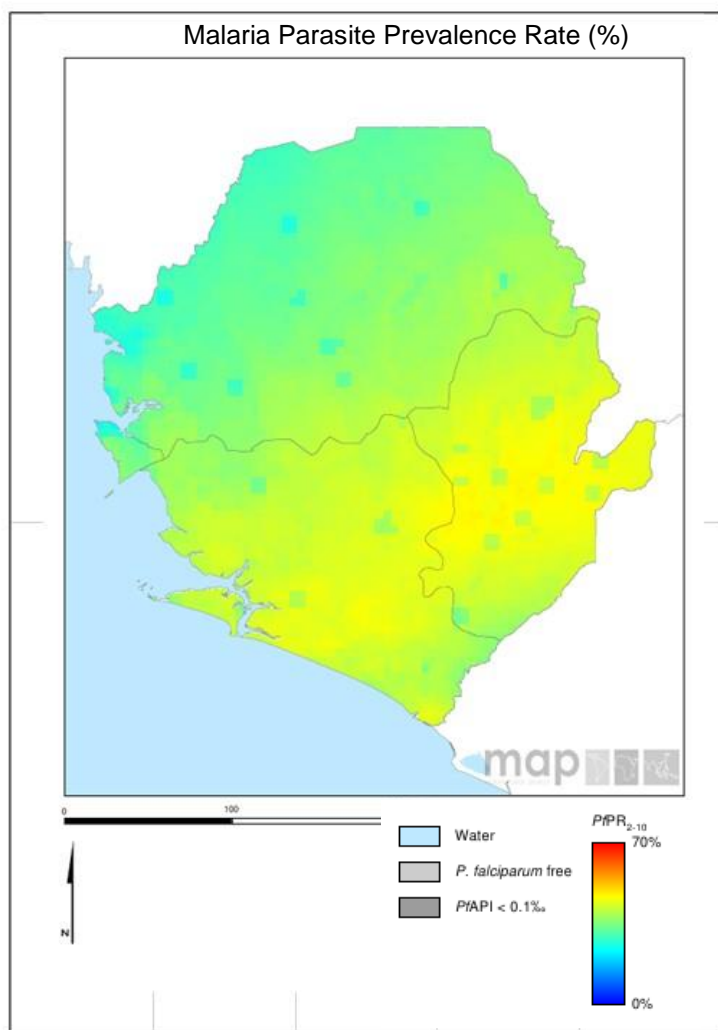 Malaria Parasite Prevalence Rate (%)
map
0 100
Water
P. falciparum free
PfAPI < 0.1‰
PfPR2-10
70%
0%
N